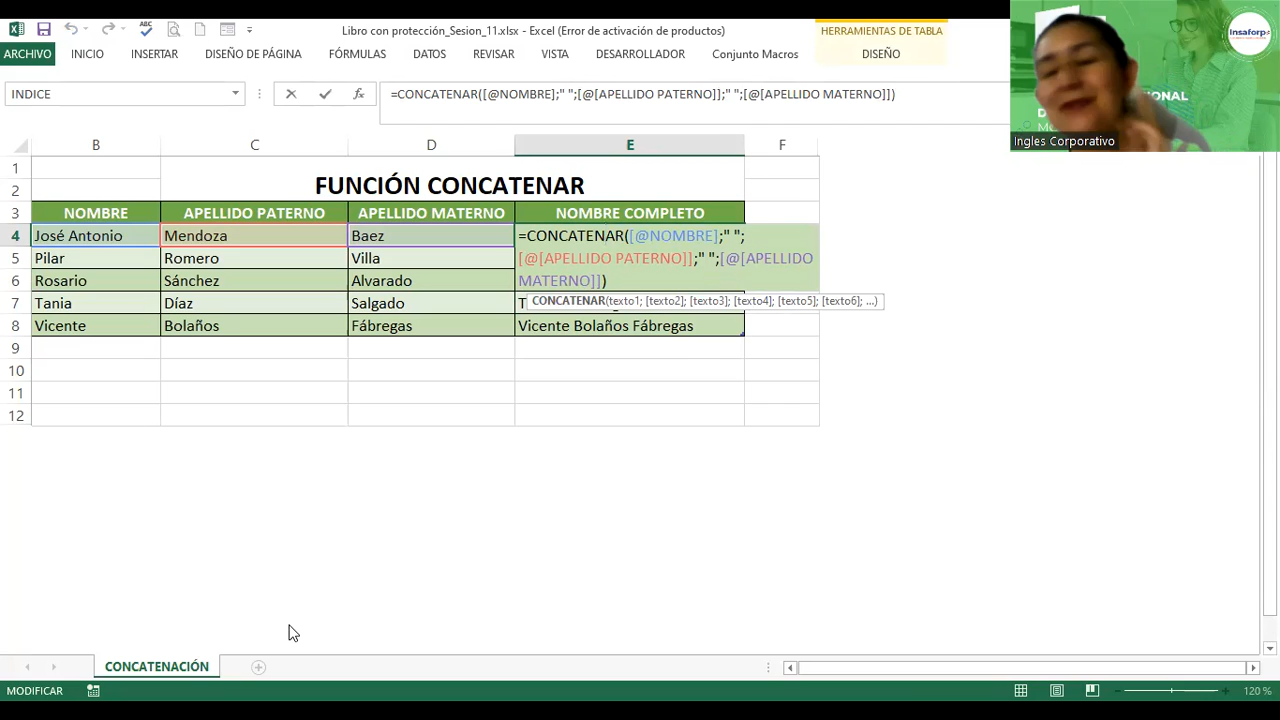 Libro con protección_Sesion_11.xlsx - Excel (Error de activación de productos)
HERRAMIENTAS DE TABLA
ARCHIVO INICIO INSERTAR DISEÑO DE PÁGINA FÓRMULAS DATOS REVISAR VISTA DESARROLLADOR Conjunto Macros DISEÑO
INDICE
=CONCATENAR([@NOMBRE];" ";[@[APELLIDO PATERNO]];" ";[@[APELLIDO MATERNO]])
Insaforp
Ingles Corporativo
B C D E F
1
2 FUNCIÓN CONCATENAR
3 NOMBRE APELLIDO PATERNO APELLIDO MATERNO NOMBRE COMPLETO
4 José Antonio Mendoza Baez =CONCATENAR([@NOMBRE];" ";
5 Pilar Romero Villa [@[APELLIDO PATERNO]];" ";[@[APELLIDO
6 Rosario Sánchez Alvarado MATERNO]])
7 Tania Díaz Salgado T
CONCATENAR(texto1; [texto2]; [texto3]; [texto4]; [texto5]; [texto6]; ...)
8 Vicente Bolaños Fábregas Vicente Bolaños Fábregas
9
10
11
12
CONCATENACIÓN
MODIFICAR
120 %